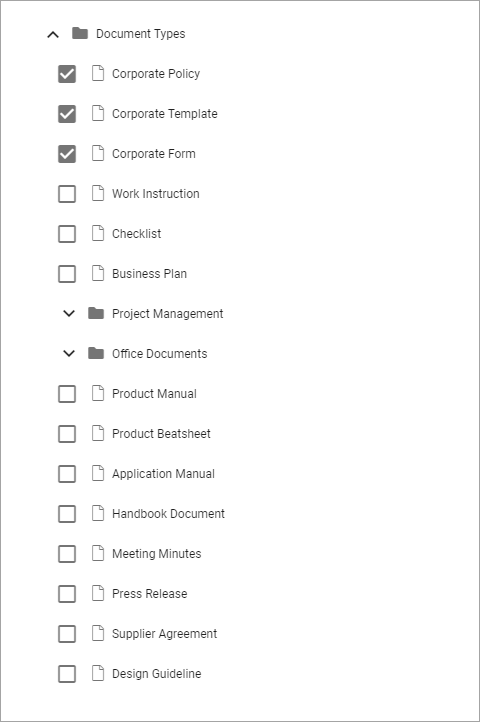 Document Types
Corporate Policy
Corporate Template
Corporate Form
Work Instruction
Checklist
Business Plan
Project Management
Office Documents
Product Manual
Product Beatsheet
Application Manual
Handbook Document
Meeting Minutes
Press Release
Supplier Agreement
Design Guideline